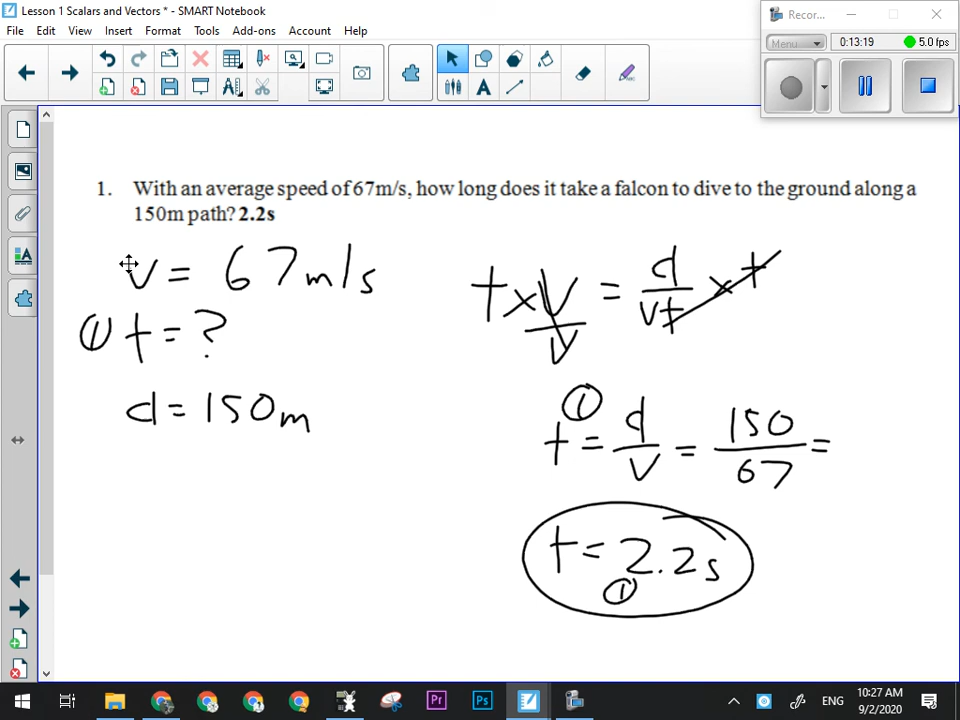 Lesson 1 Scalars and Vectors * - SMART Notebook
File Edit View Insert Format Tools Add-ons Account Help
Recor...
Menu
0:13:19 5.0 fps
1. With an average speed of 67m/s, how long does it take a falcon to dive to the ground along a
150m path? 2.2s
v = 67m/s
① t = ?
d = 150m
t x v / v = d / vt x t
①
t = d / v = 150 / 67 =
t = 2.2s
①
ENG
10:27 AM
9/2/2020